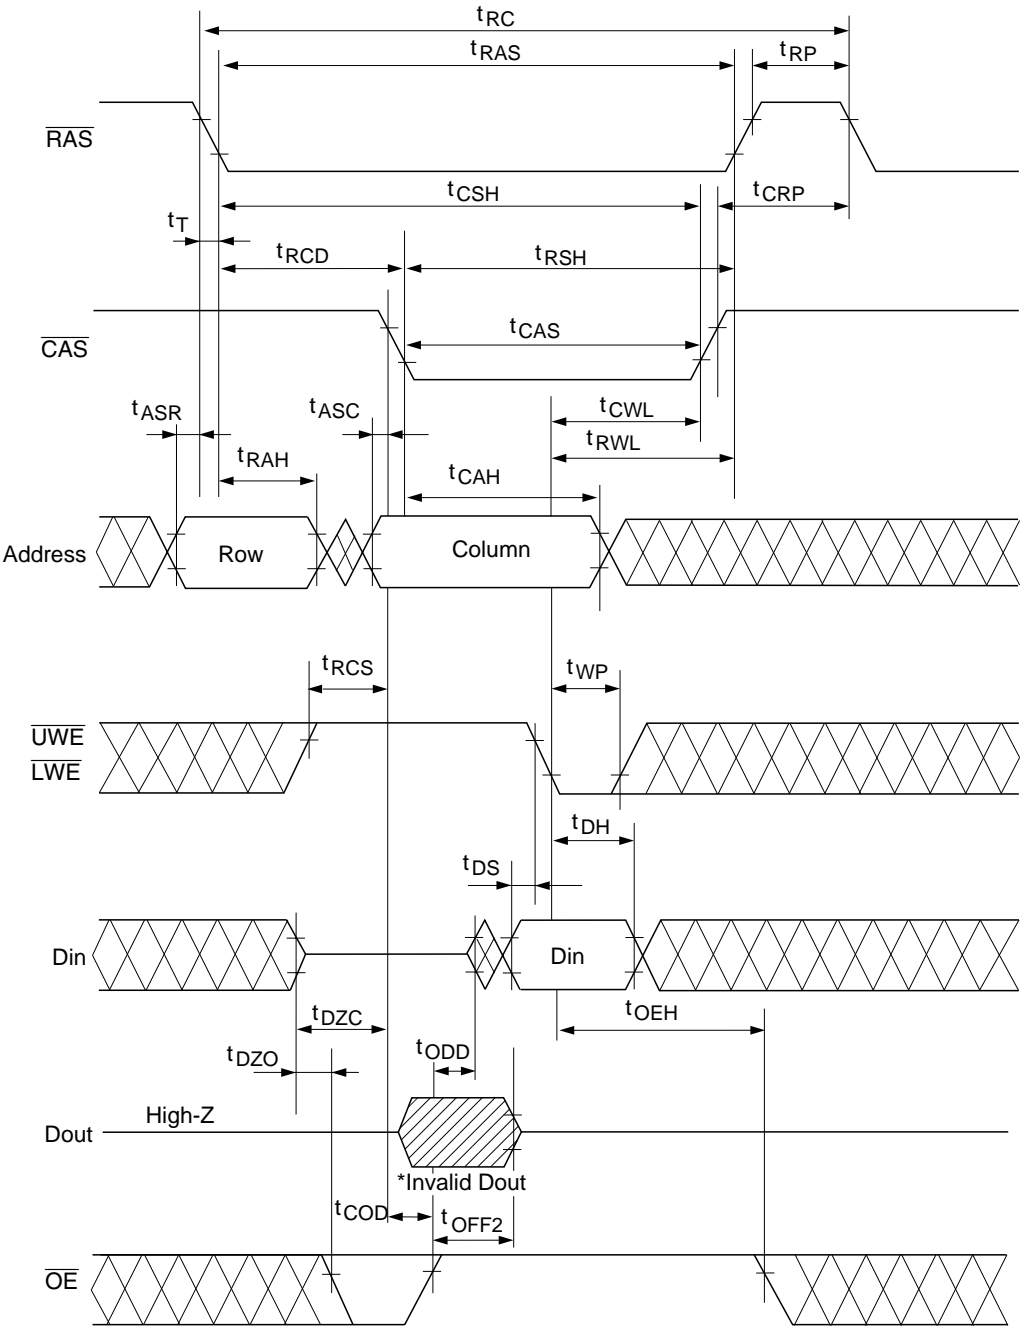 tRC
tRAS
tRP
RAS
tCSH
tCRP
tT
tRCD
tRSH
CAS
tCAS
tASR
tASC
tCWL
tRWL
tRAH
tCAH
Address
Row
Column
tRCS
tWP
UWE
LWE
tDH
tDS
Din
Din
tDZC
tOEH
tODD
tDZO
High-Z
Dout
*Invalid Dout
tCOD
tOFF2
OE